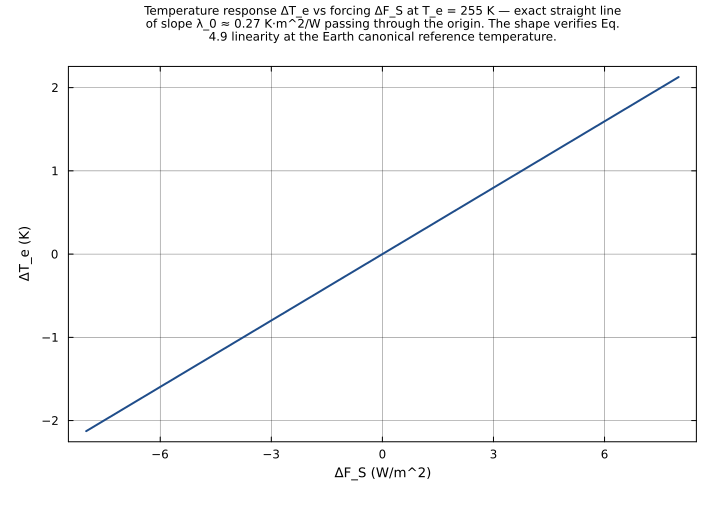 Temperature response ΔT_e vs forcing ΔF_S at T_e = 255 K — exact straight line
of slope λ_0 ≈ 0.27 K·m^2/W passing through the origin. The shape verifies Eq.
4.9 linearity at the Earth canonical reference temperature.
2
1
0
−1
−2
ΔT_e (K)
−6 −3 0 3 6
ΔF_S (W/m^2)